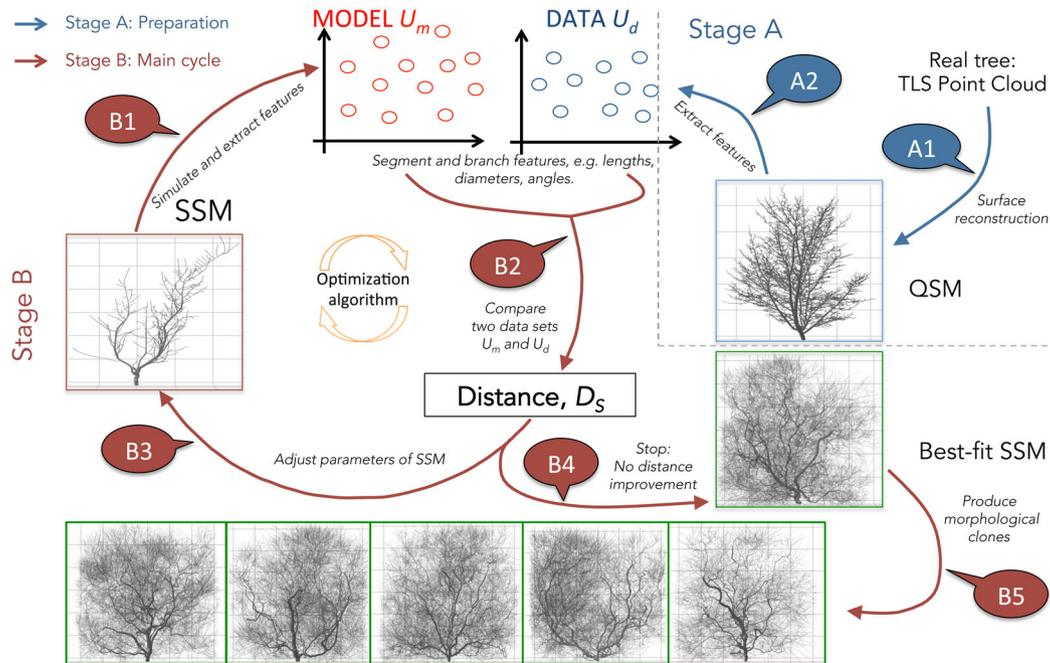 Stage A: Preparation
Stage B: Main cycle
MODEL Um
DATA Ud
Stage A
Real tree:
TLS Point Cloud
A2
A1
B1
Simulate and extract features
Extract features
Segment and branch features, e.g. lengths,
diameters, angles.
Surface
reconstruction
SSM
QSM
Stage B
Optimization
algorithm
B2
Compare
two data sets
Um and Ud
Distance, DS
B3
Adjust parameters of SSM
B4
Stop:
No distance
improvement
Best-fit SSM
Produce
morphological
clones
B5